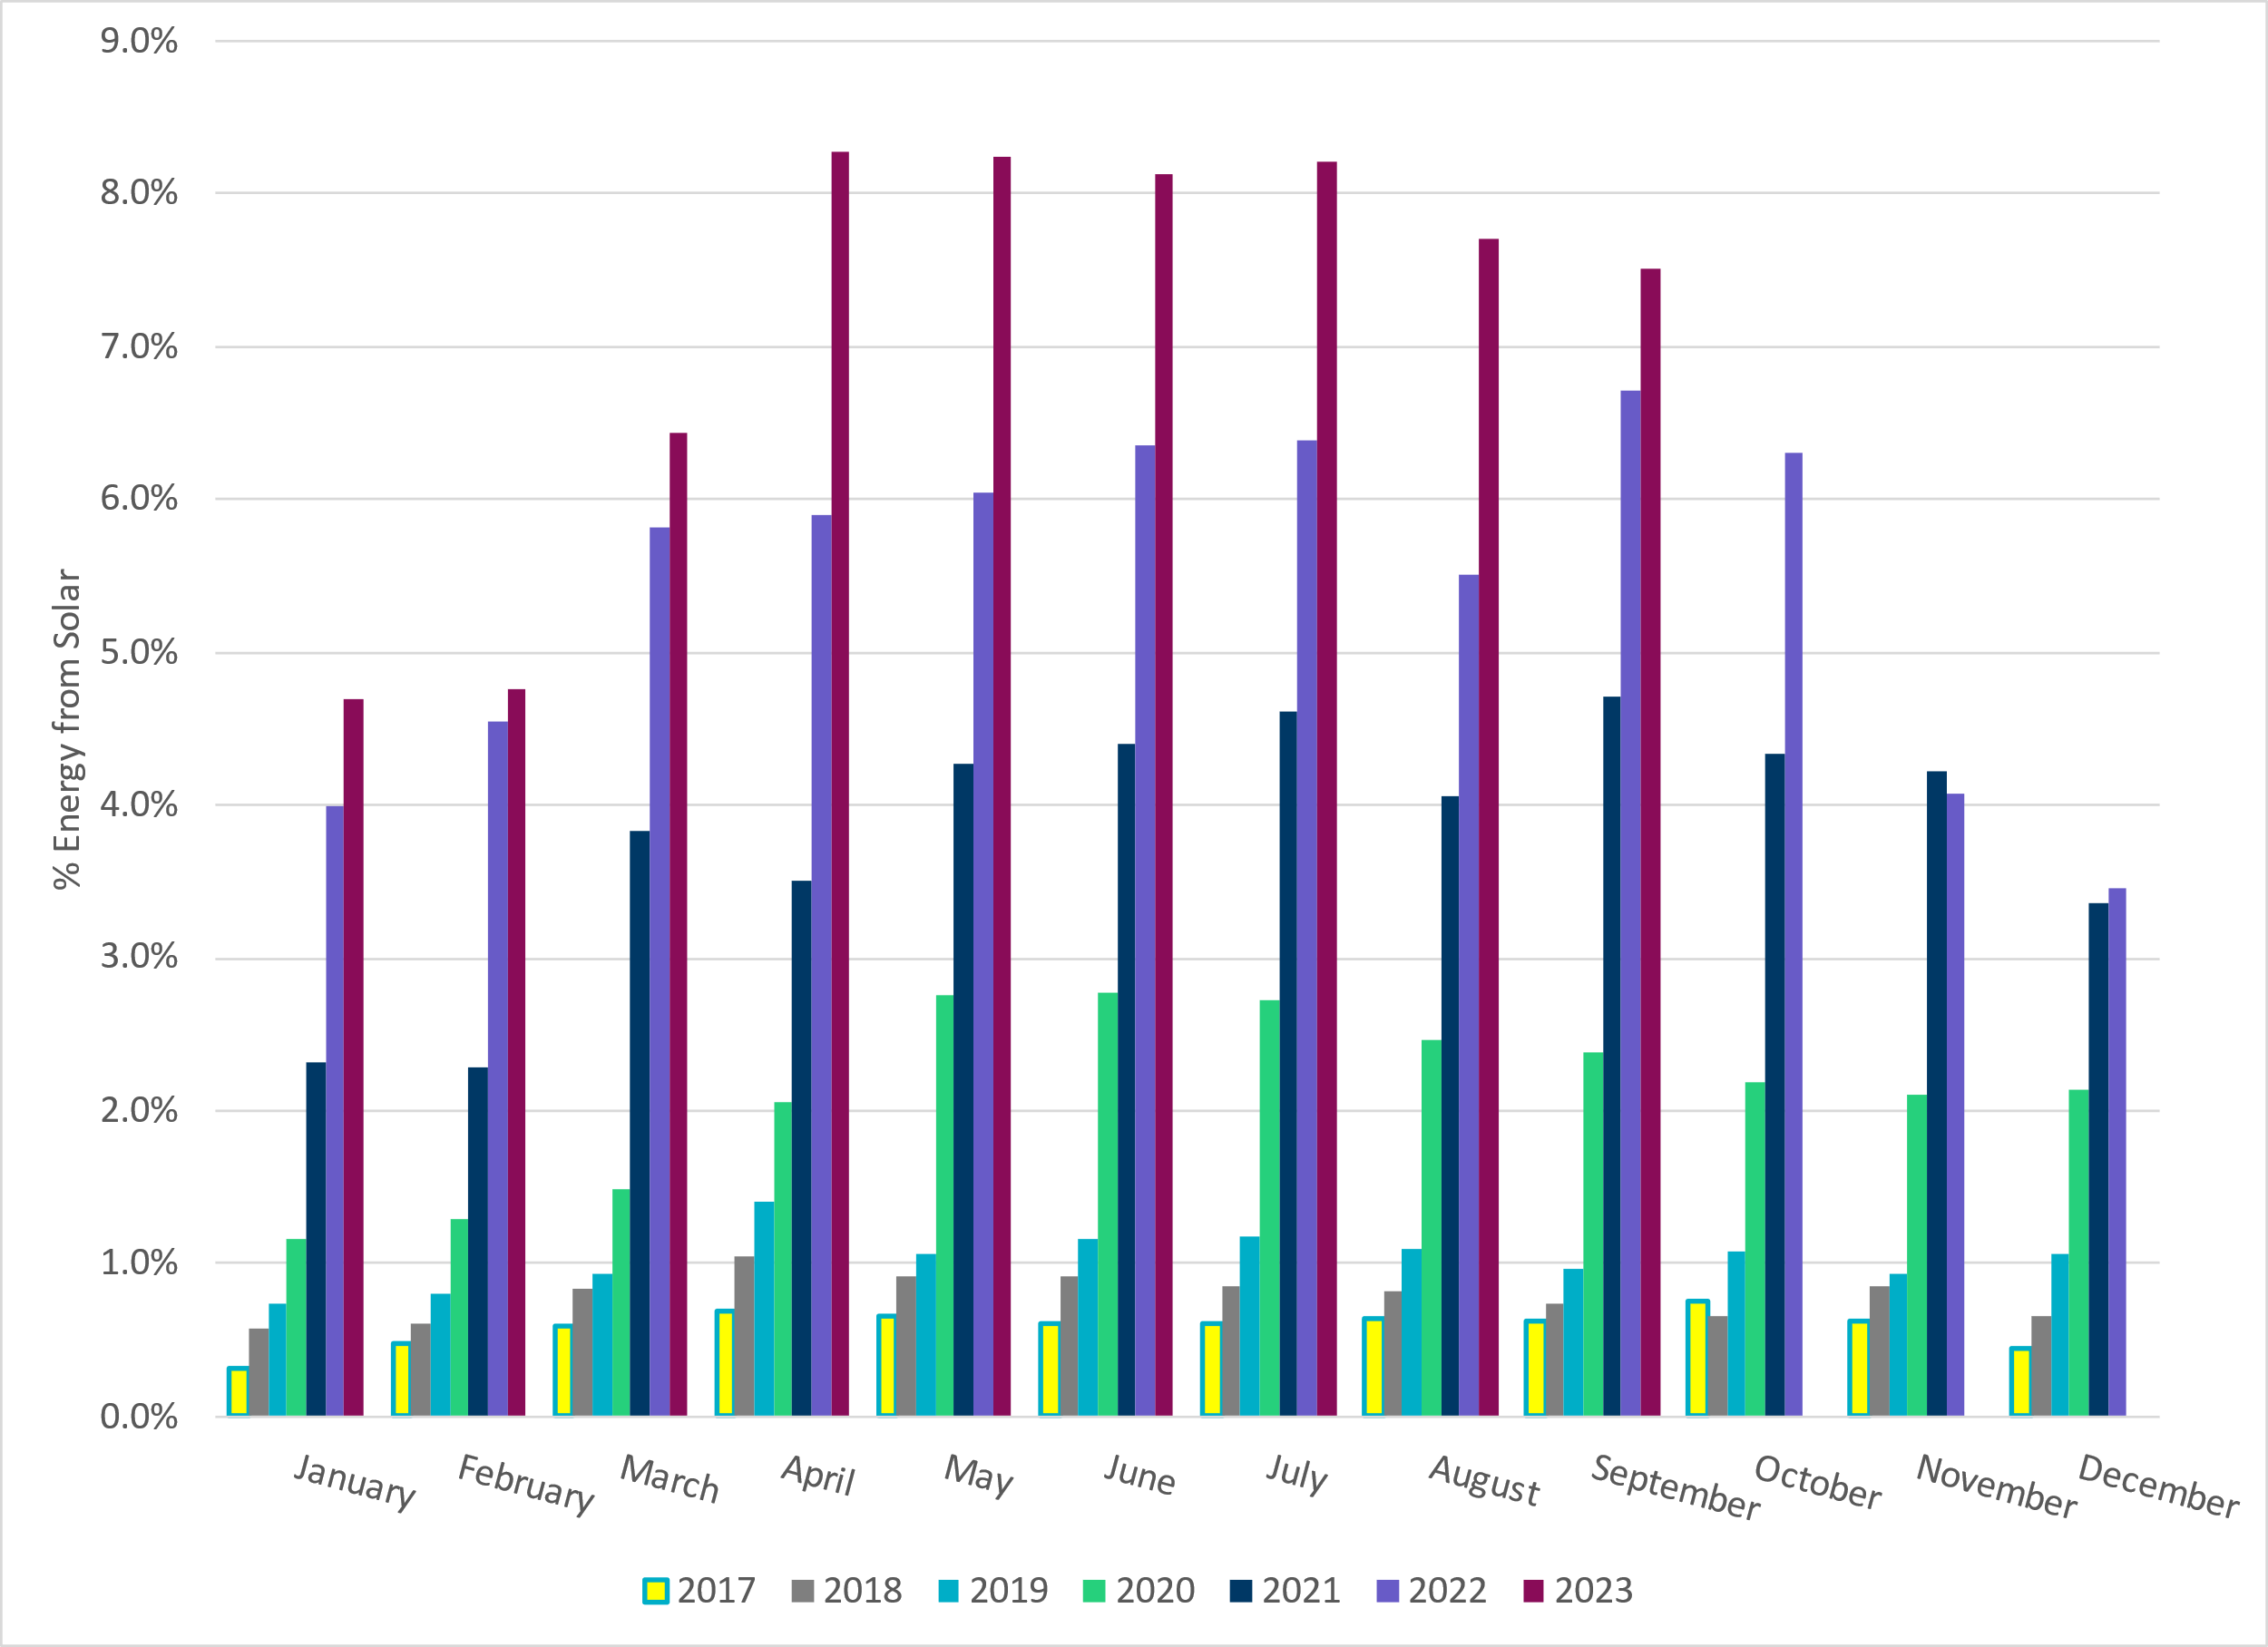 9.0%
8.0%
7.0%
6.0%
5.0%
4.0%
3.0%
2.0%
1.0%
0.0%
% Energy from Solar
January
February
March
April
May
June
July
August
September
October
November
December
2017 2018 2019 2020 2021 2022 2023